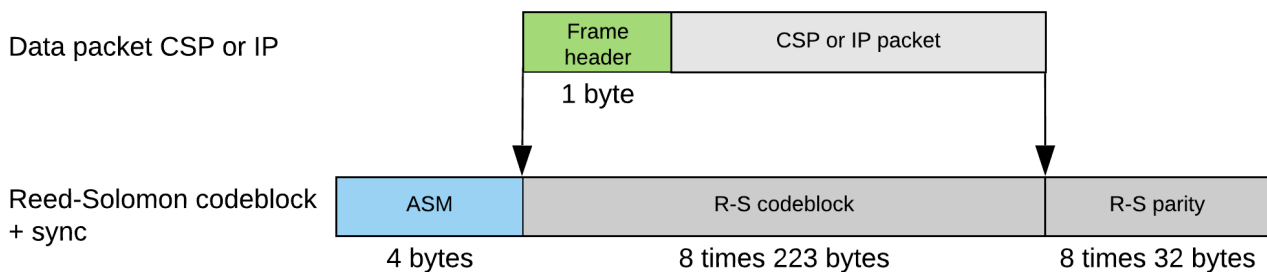 Data packet CSP or IP
Frame
header
CSP or IP packet
1 byte
Reed-Solomon codeblock
+ sync
ASM
R-S codeblock
R-S parity
4 bytes
8 times 223 bytes
8 times 32 bytes